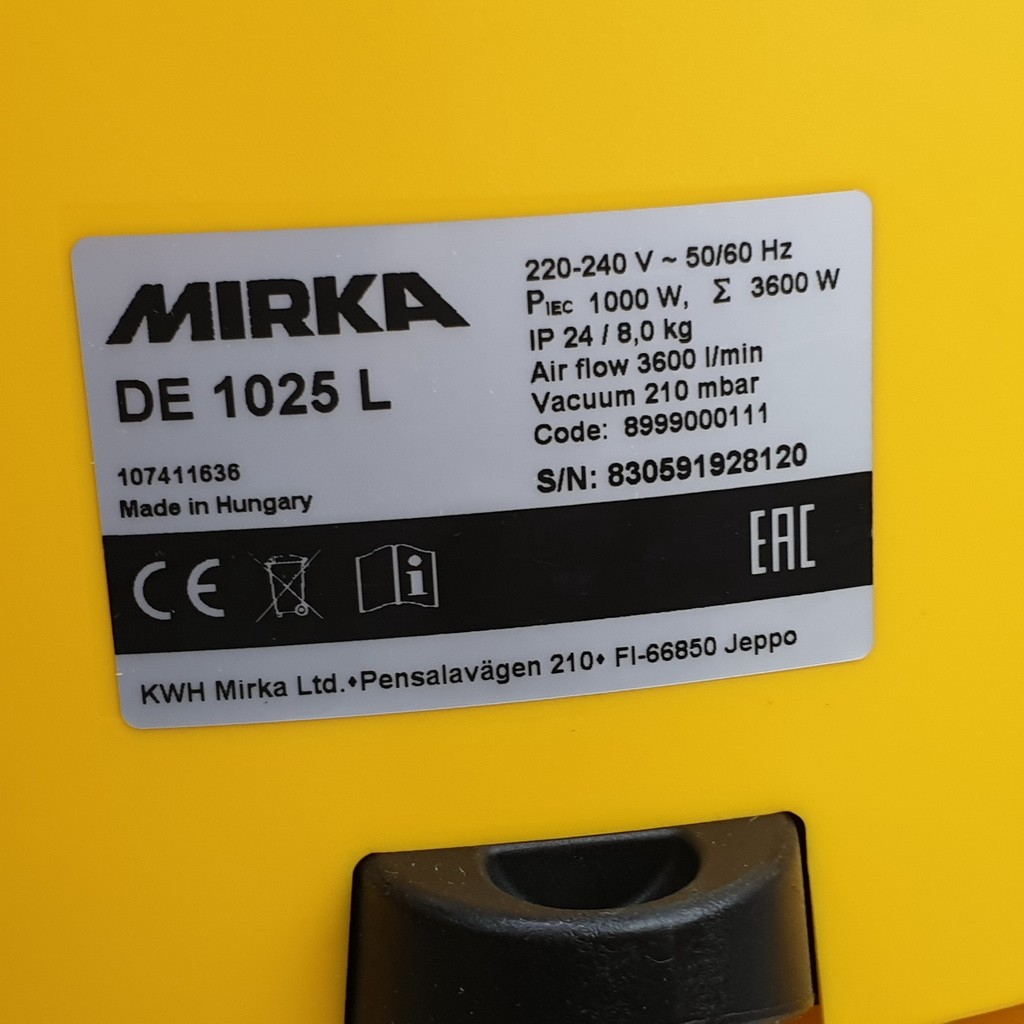 MIRKA
DE 1025 L
107411636
Made in Hungary
220-240 V ~ 50/60 Hz
PIEC 1000 W, Σ 3600 W
IP 24 / 8,0 kg
Air flow 3600 l/min
Vacuum 210 mbar
Code: 8999000111
S/N: 830591928120
CE
i
EAC
KWH Mirka Ltd.♦Pensalavägen 210♦ FI-66850 Jeppo